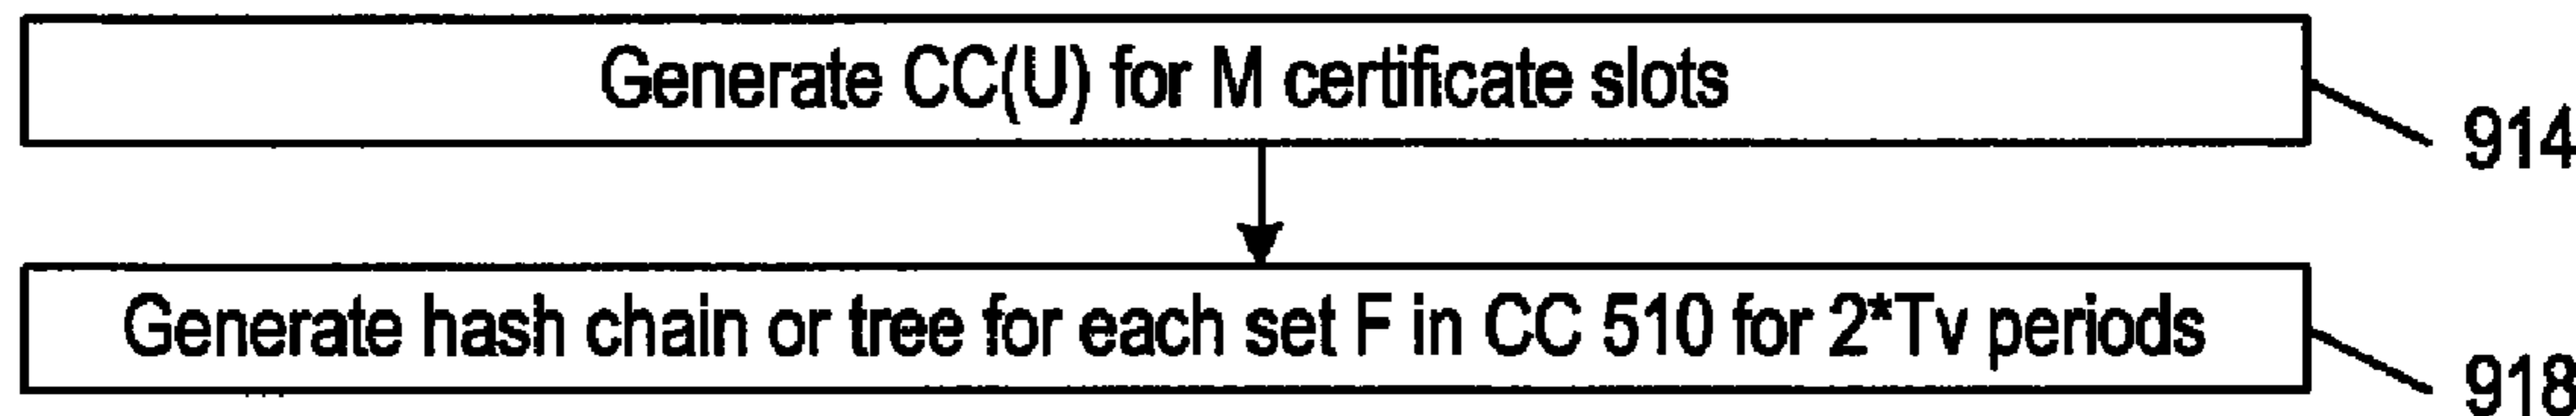 Generate CC(U) for M certificate slots
914
Generate hash chain or tree for each set F in CC 510 for 2*Tv periods
918